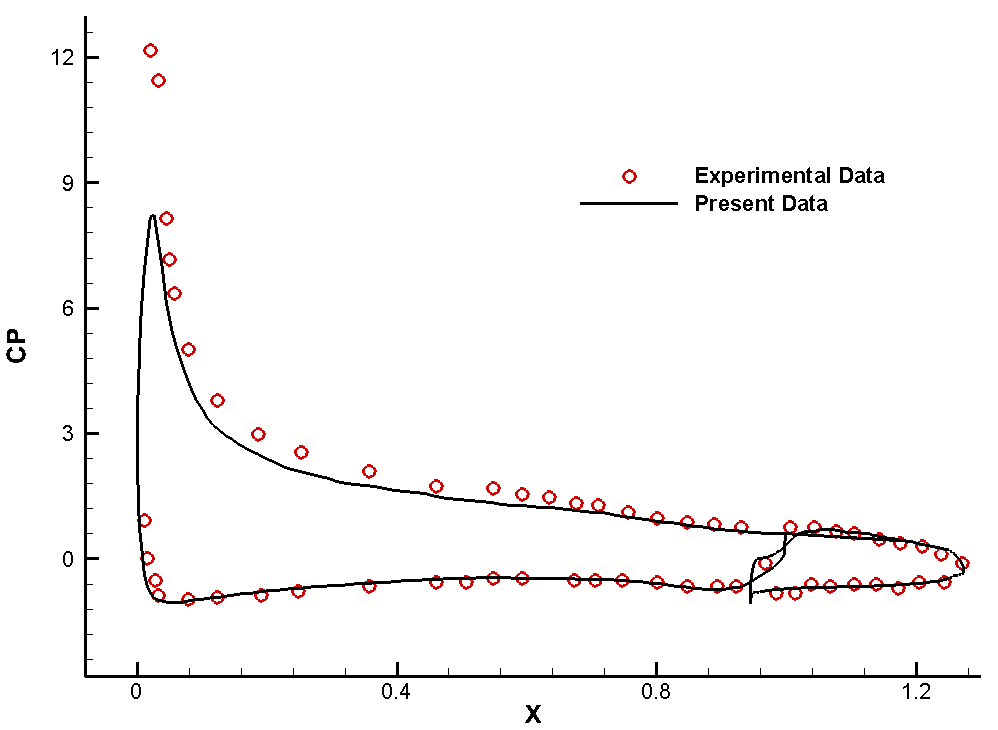 12
9
6
3
0
CP
Experimental Data
Present Data
0
0.4
0.8
1.2
X